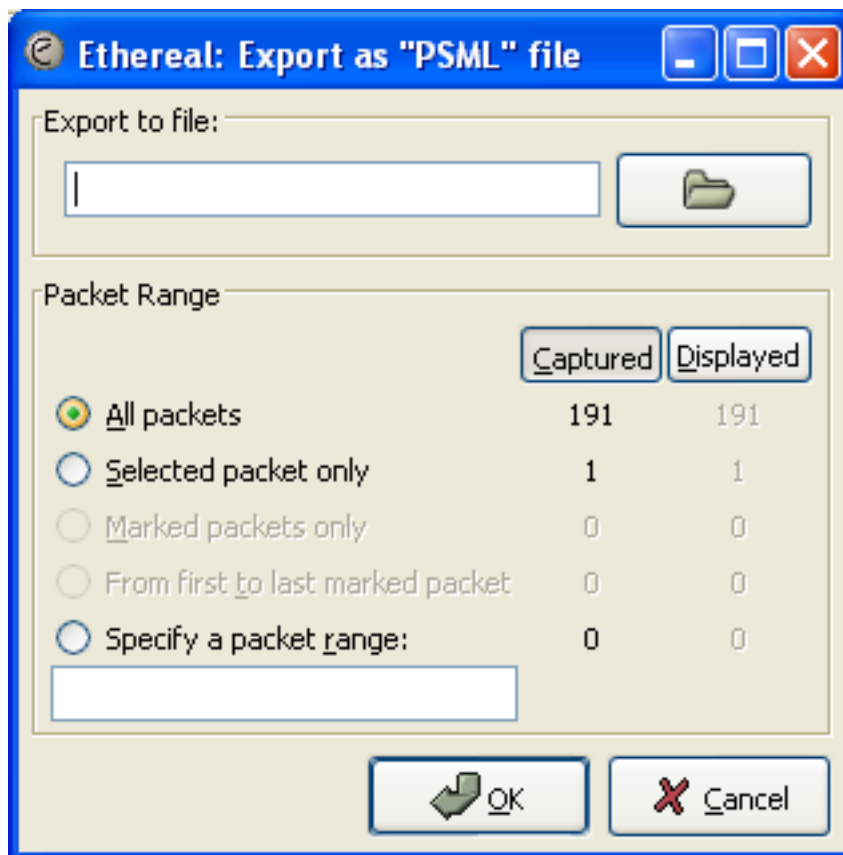 Ethereal: Export as "PSML" file
Export to file:
Packet Range
Captured Displayed
All packets 191 191
Selected packet only 1 1
Marked packets only 0 0
From first to last marked packet 0 0
Specify a packet range: 0 0
OK Cancel